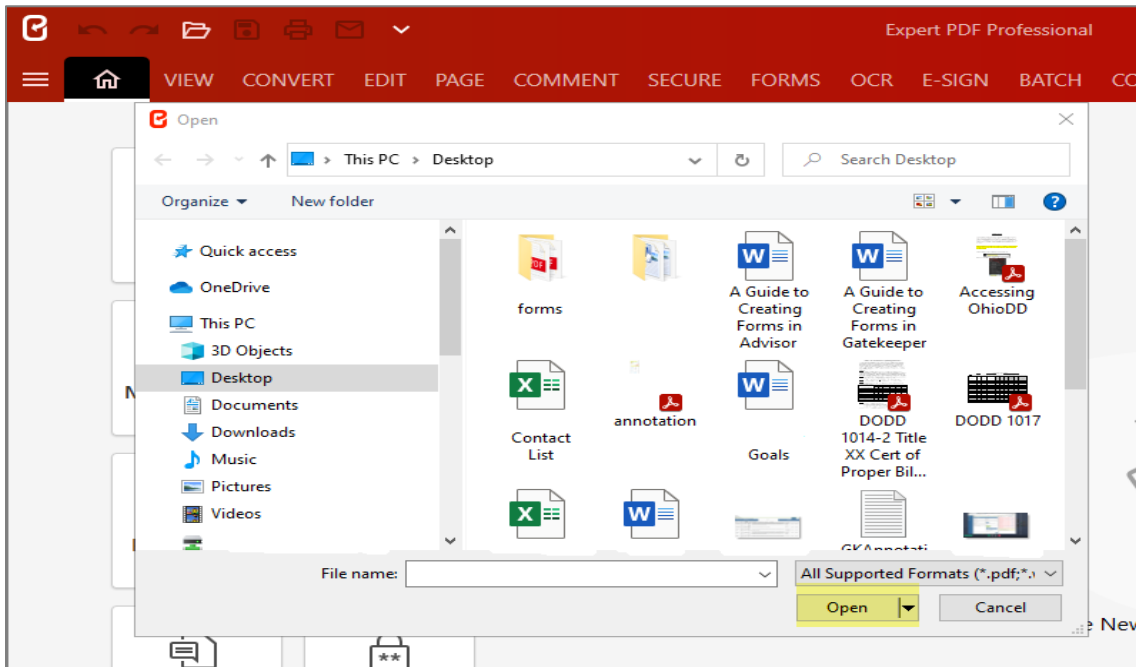 Expert PDF Professional
VIEW CONVERT EDIT PAGE COMMENT SECURE FORMS OCR E-SIGN BATCH CO
Open
This PC > Desktop
Search Desktop
Organize
New folder
Quick access
OneDrive
This PC
3D Objects
Desktop
Documents
Downloads
Music
Pictures
Videos
forms
A Guide to
Creating
Forms in
Advisor
A Guide to
Creating
Forms in
Gatekeeper
Accessing
OhioDD
Contact
List
annotation
Goals
DODD
1014-2 Title
XX Cert of
Proper Bil...
DODD 1017
File name:
All Supported Formats (*.pdf;*.
Open
Cancel
e New